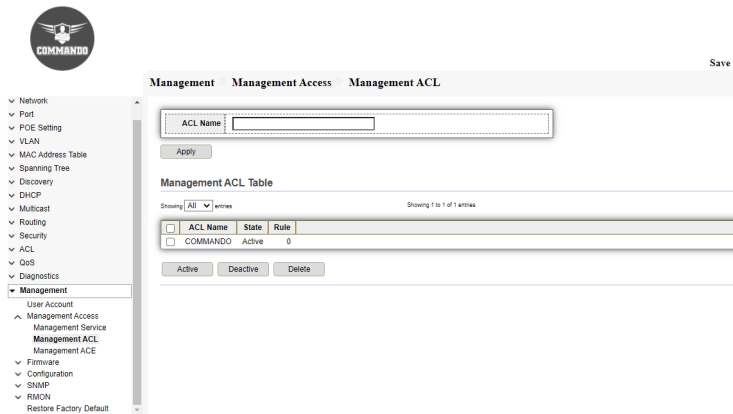 COMMANDO
Save
Management Management Access Management ACL
Network
Port
POE Setting
VLAN
MAC Address Table
Spanning Tree
Discovery
DHCP
Multicast
Routing
Security
ACL
QoS
Diagnostics
Management
User Account
Management Access
Management Service
Management ACL
Management ACE
Firmware
Configuration
SNMP
RMON
Restore Factory Default
ACL Name
Apply
Management ACL Table
Showing All entries
Showing 1 to 1 of 1 entries
ACL Name State Rule
COMMANDO Active 0
Active Deactive Delete